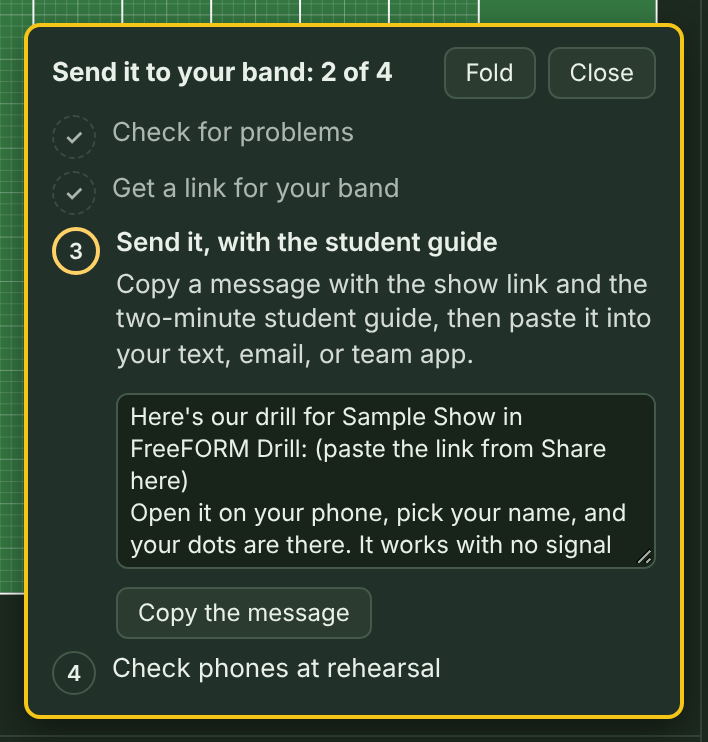 Send it to your band: 2 of 4
Fold
Close
Check for problems
Get a link for your band
3
Send it, with the student guide
Copy a message with the show link and the
two-minute student guide, then paste it into
your text, email, or team app.
Here's our drill for Sample Show in
FreeFORM Drill: (paste the link from Share
here)
Open it on your phone, pick your name, and
your dots are there. It works with no signal
Copy the message
4
Check phones at rehearsal